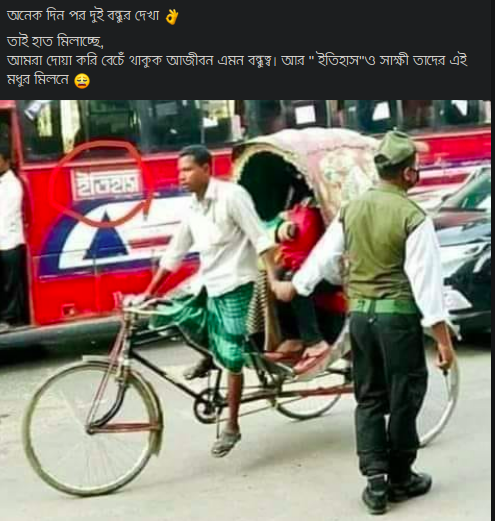 অনেক দিন পর দুই বন্ধুর দেখা 👌
তাই হাত মিলাচ্ছে,
আমরা দোয়া করি বেচেঁ থাকুক আজীবন এমন বন্ধুত্ব। আর " ইতিহাস"ও সাক্ষী তাদের এই
মধুর মিলনে 😩
ইতিহাস